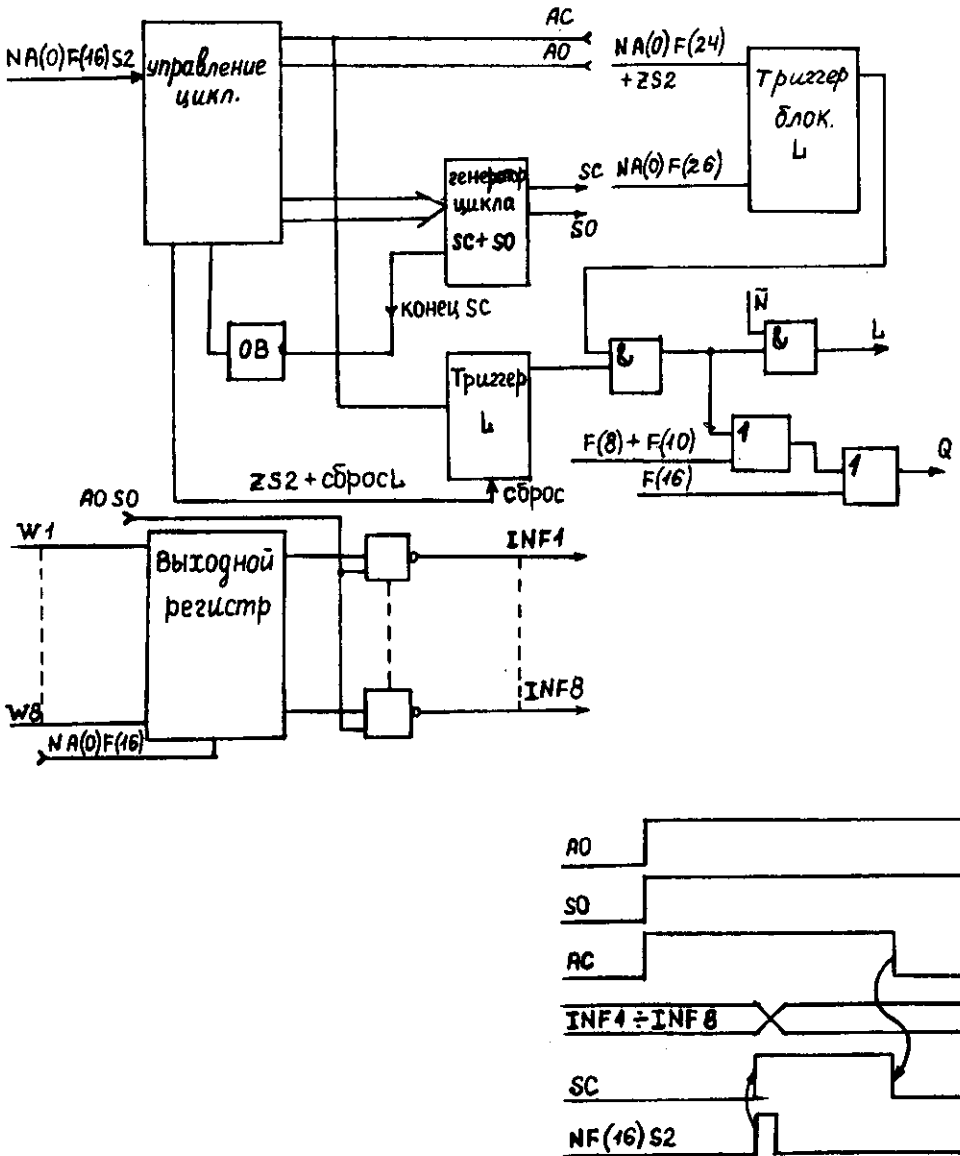 NA(0)F(16)S2
управление
цикл.
AC
AO
NA(0)F(24)
+ZS2
Триггер
блок.
L
NA(0)F(26)
генератор
цикла
SC+SO
SC
SO
конец SC
ОВ
Триггер
L
&
N̄
&
L
F(8)+F(10)
1
F(16)
1
Q
ZS2+сбросL
сброс
AO SO
W1
W8
Выходной
регистр
NA(0)F(16)
INF1
INF8
AO
SO
AC
INF1÷INF8
SC
NF(16)S2